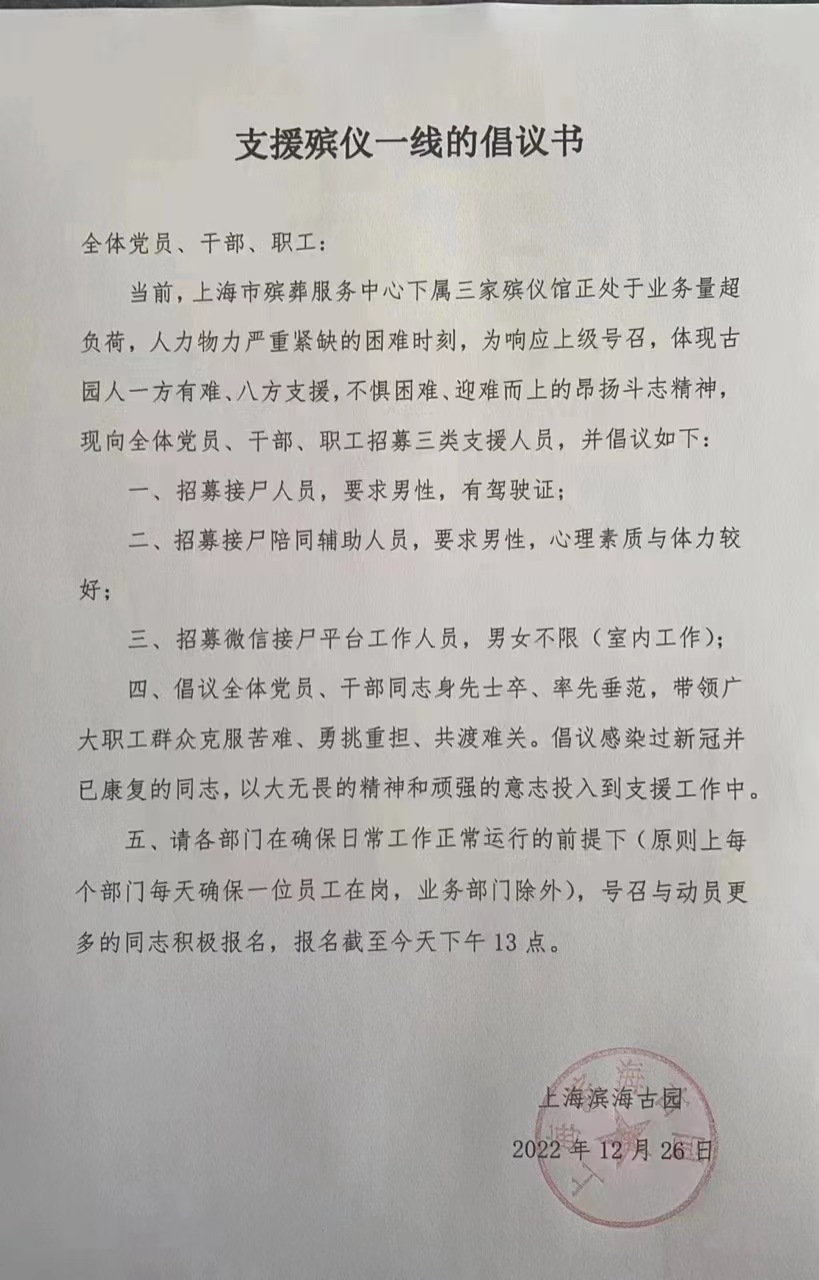 支援殡仪一线的倡议书
全体党员、干部、职工：
当前，上海市殡葬服务中心下属三家殡仪馆正处于业务量超
负荷，人力物力严重紧缺的困难时刻，为响应上级号召，体现古
园人一方有难、八方支援，不惧困难、迎难而上的昂扬斗志精神，
现向全体党员、干部、职工招募三类支援人员，并倡议如下：
一、招募接尸人员，要求男性，有驾驶证；
二、招募接尸陪同辅助人员，要求男性，心理素质与体力较
好；
三、招募微信接尸平台工作人员，男女不限（室内工作）；
四、倡议全体党员、干部同志身先士卒、率先垂范，带领广
大职工群众克服苦难、勇挑重担、共渡难关。倡议感染过新冠并
已康复的同志，以大无畏的精神和顽强的意志投入到支援工作中。
五、请各部门在确保日常工作正常运行的前提下（原则上每
个部门每天确保一位员工在岗，业务部门除外），号召与动员更
多的同志积极报名，报名截至今天下午 13 点。
上海滨海古园
2022 年 12 月 26 日
上海滨海古园